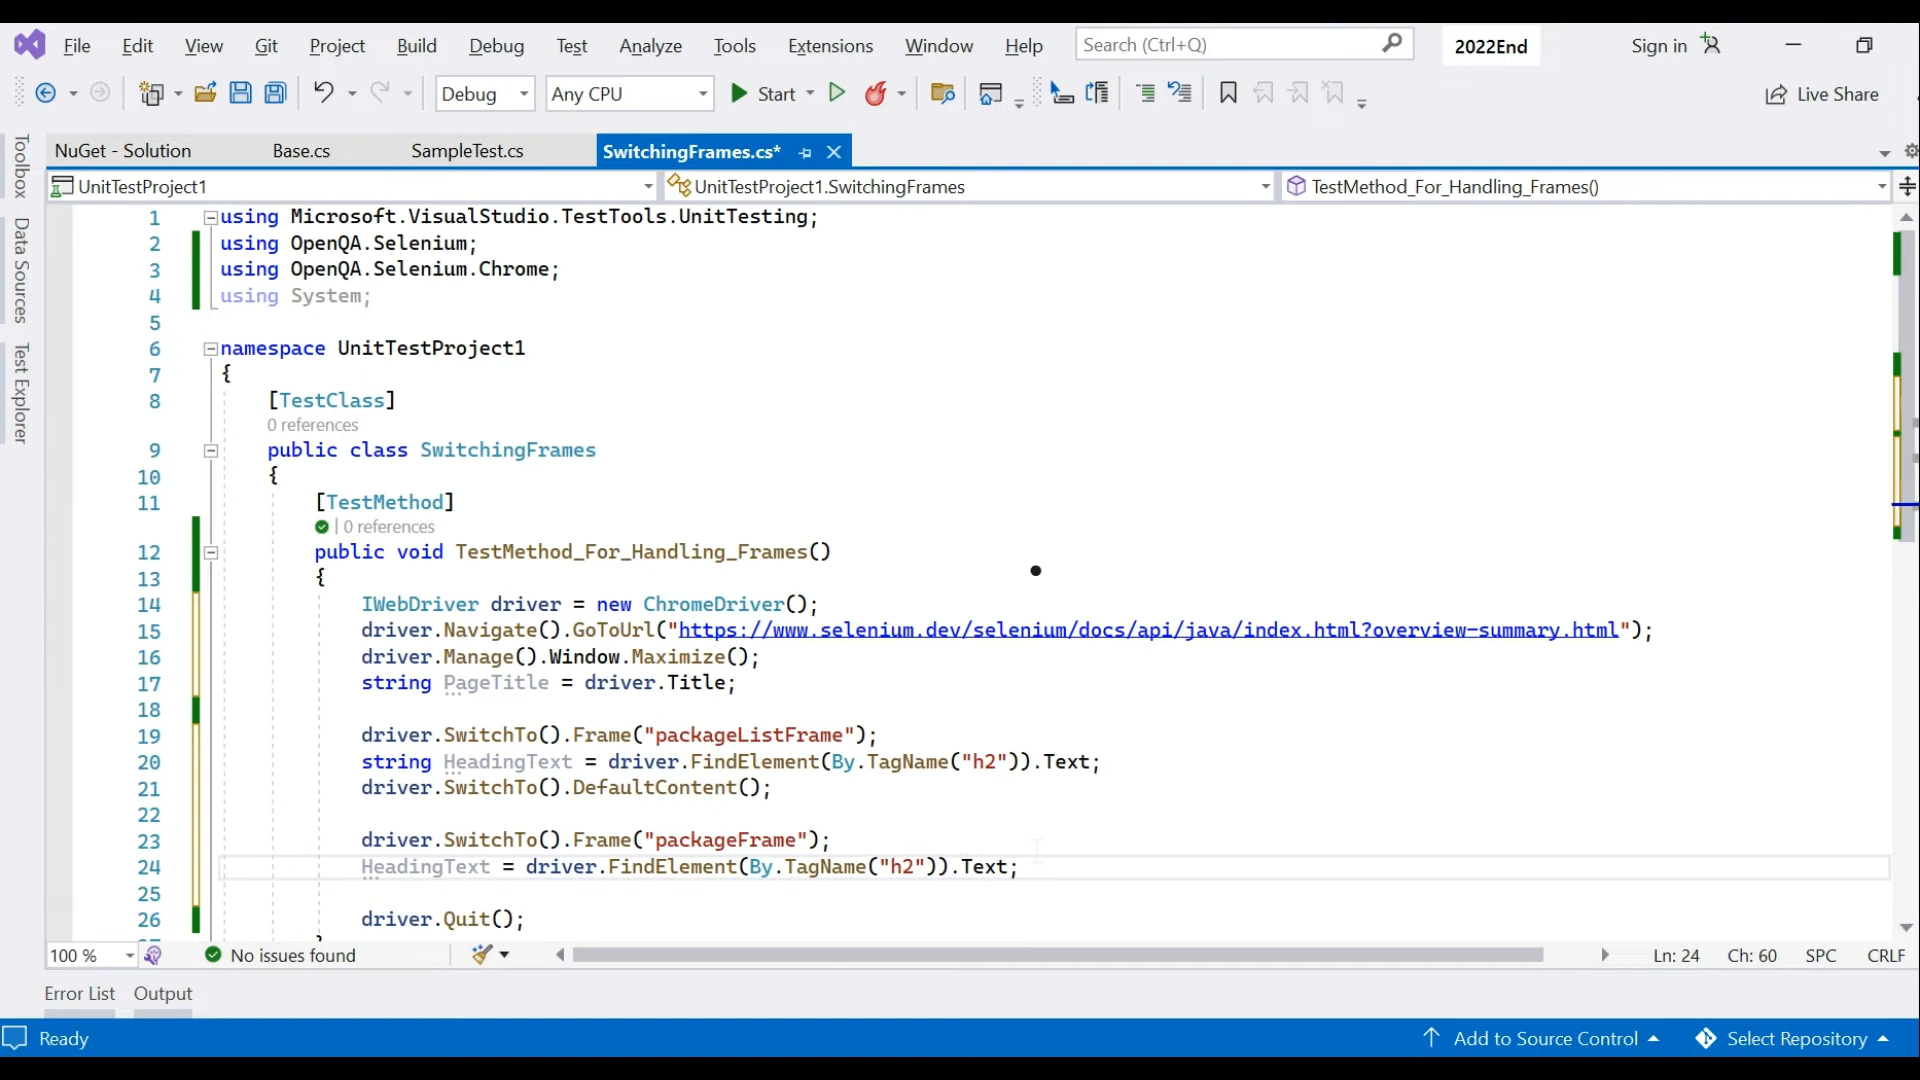 File Edit View Git Project Build Debug Test Analyze Tools Extensions Window Help Search (Ctrl+Q) 2022End Sign in
Debug Any CPU Start Live Share
NuGet - Solution Base.cs SampleTest.cs SwitchingFrames.cs*
UnitTestProject1 UnitTestProject1.SwitchingFrames TestMethod_For_Handling_Frames()
Toolbox
Data Sources
Test Explorer
1 using Microsoft.VisualStudio.TestTools.UnitTesting;
2 using OpenQA.Selenium;
3 using OpenQA.Selenium.Chrome;
4 using System;
5
6 namespace UnitTestProject1
7 {
8 [TestClass]
0 references
9 public class SwitchingFrames
10 {
11 [TestMethod]
| 0 references
12 public void TestMethod_For_Handling_Frames()
13 {
14 IWebDriver driver = new ChromeDriver();
15 driver.Navigate().GoToUrl("https://www.selenium.dev/selenium/docs/api/java/index.html?overview-summary.html");
16 driver.Manage().Window.Maximize();
17 string PageTitle = driver.Title;
18
19 driver.SwitchTo().Frame("packageListFrame");
20 string HeadingText = driver.FindElement(By.TagName("h2")).Text;
21 driver.SwitchTo().DefaultContent();
22
23 driver.SwitchTo().Frame("packageFrame");
24 HeadingText = driver.FindElement(By.TagName("h2")).Text;
25
26 driver.Quit();
100 % No issues found Ln: 24 Ch: 60 SPC CRLF
Error List Output
Ready Add to Source Control Select Repository